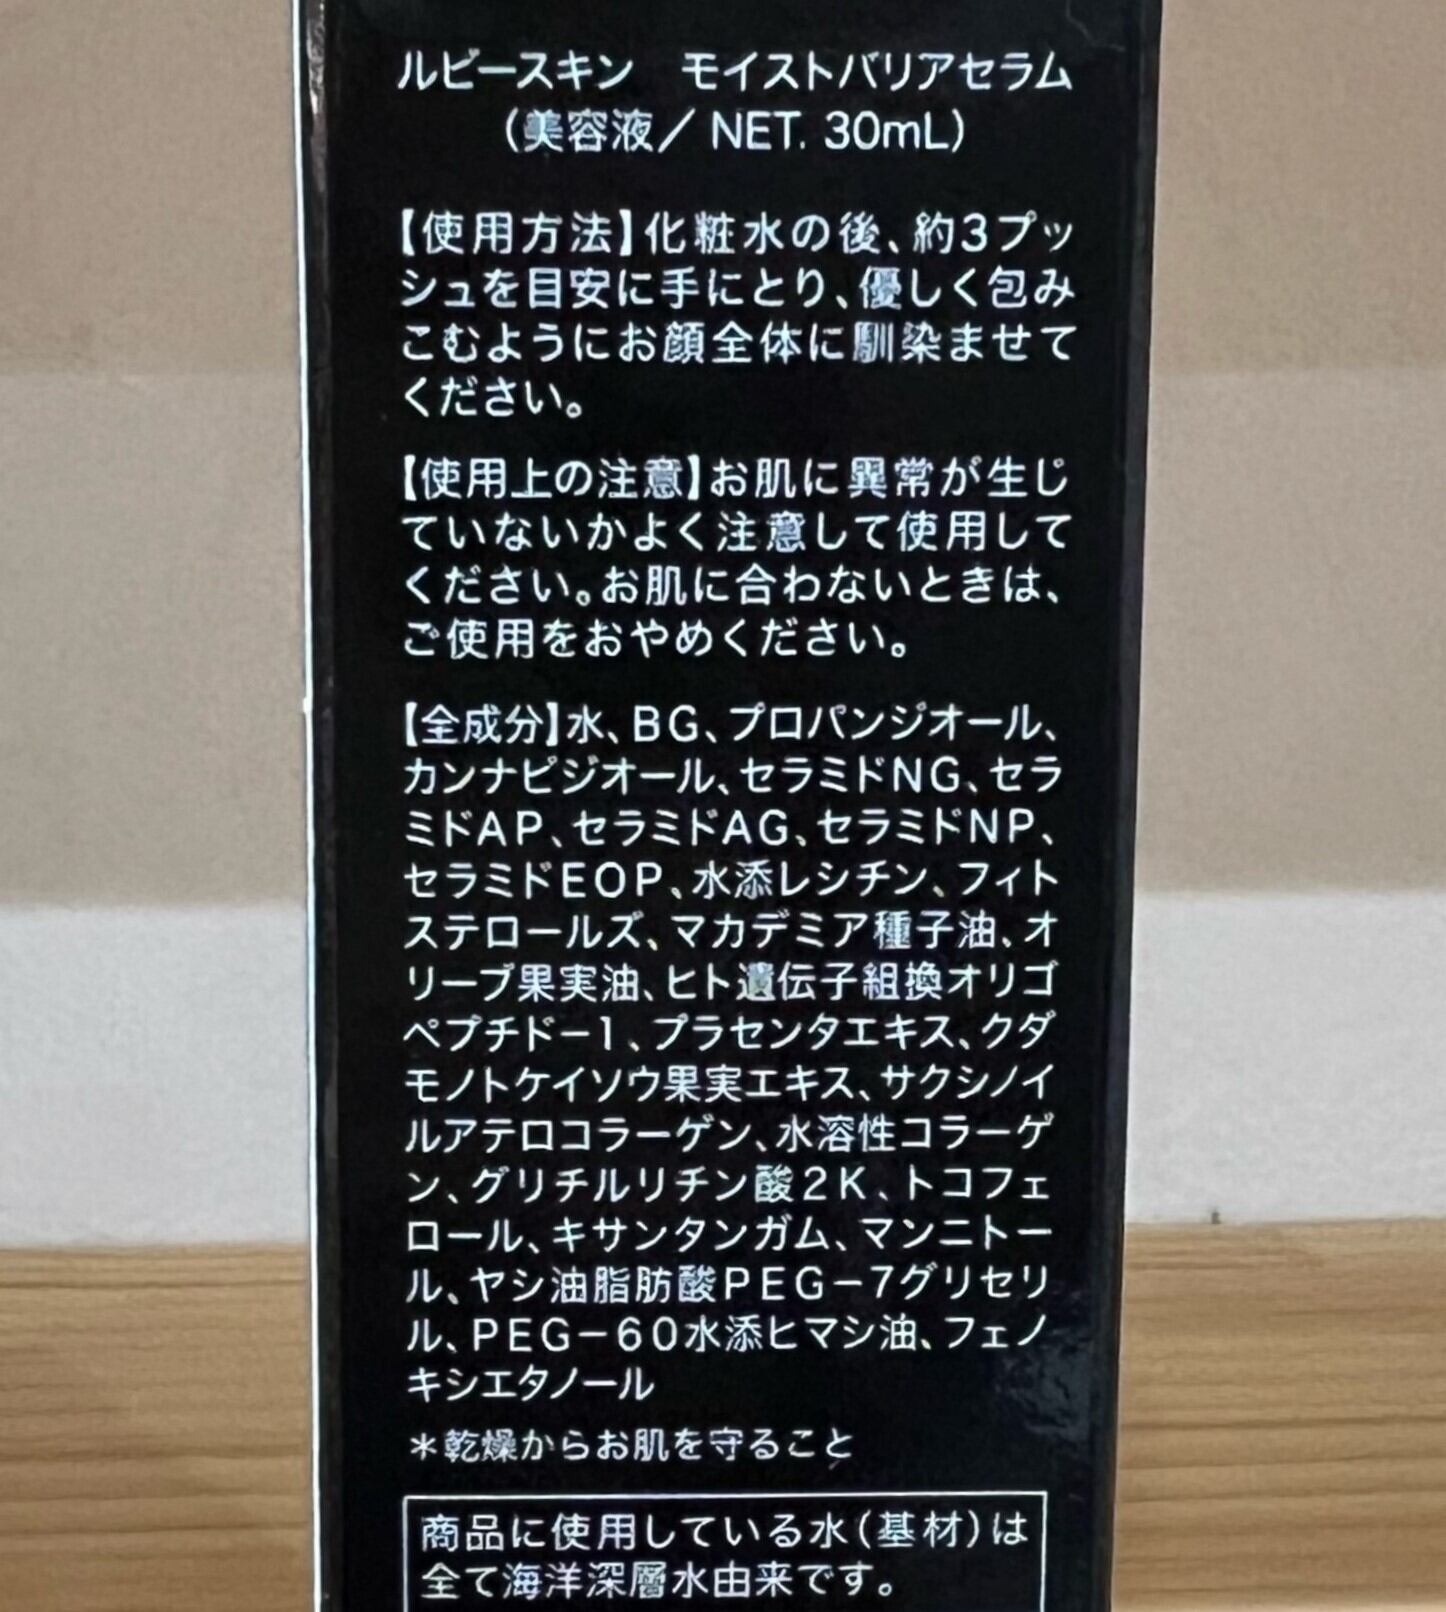 ルビースキン　モイストバリアセラム
（美容液／ NET. 30mL）
【使用方法】化粧水の後、約3プッ
シュを目安に手にとり、優しく包み
こむようにお顔全体に馴染ませて
ください。
【使用上の注意】お肌に異常が生じ
ていないかよく注意して使用して
ください。お肌に合わないときは、
ご使用をおやめください。
【全成分】水、BG、プロパンジオール、
カンナビジオール、セラミドNG、セラ
ミドAP、セラミドAG、セラミドNP、
セラミドEOP、水添レシチン、フィト
ステロールズ、マカデミア種子油、オ
リーブ果実油、ヒト遺伝子組換オリゴ
ペプチド－1、プラセンタエキス、クダ
モノトケイソウ果実エキス、サクシノイ
ルアテロコラーゲン、水溶性コラーゲ
ン、グリチルリチン酸2K、トコフェ
ロール、キサンタンガム、マンニトー
ル、ヤシ油脂肪酸PEG－7グリセリ
ル、PEG－60水添ヒマシ油、フェノ
キシエタノール
＊乾燥からお肌を守ること
商品に使用している水（基材）は
全て海洋深層水由来です。